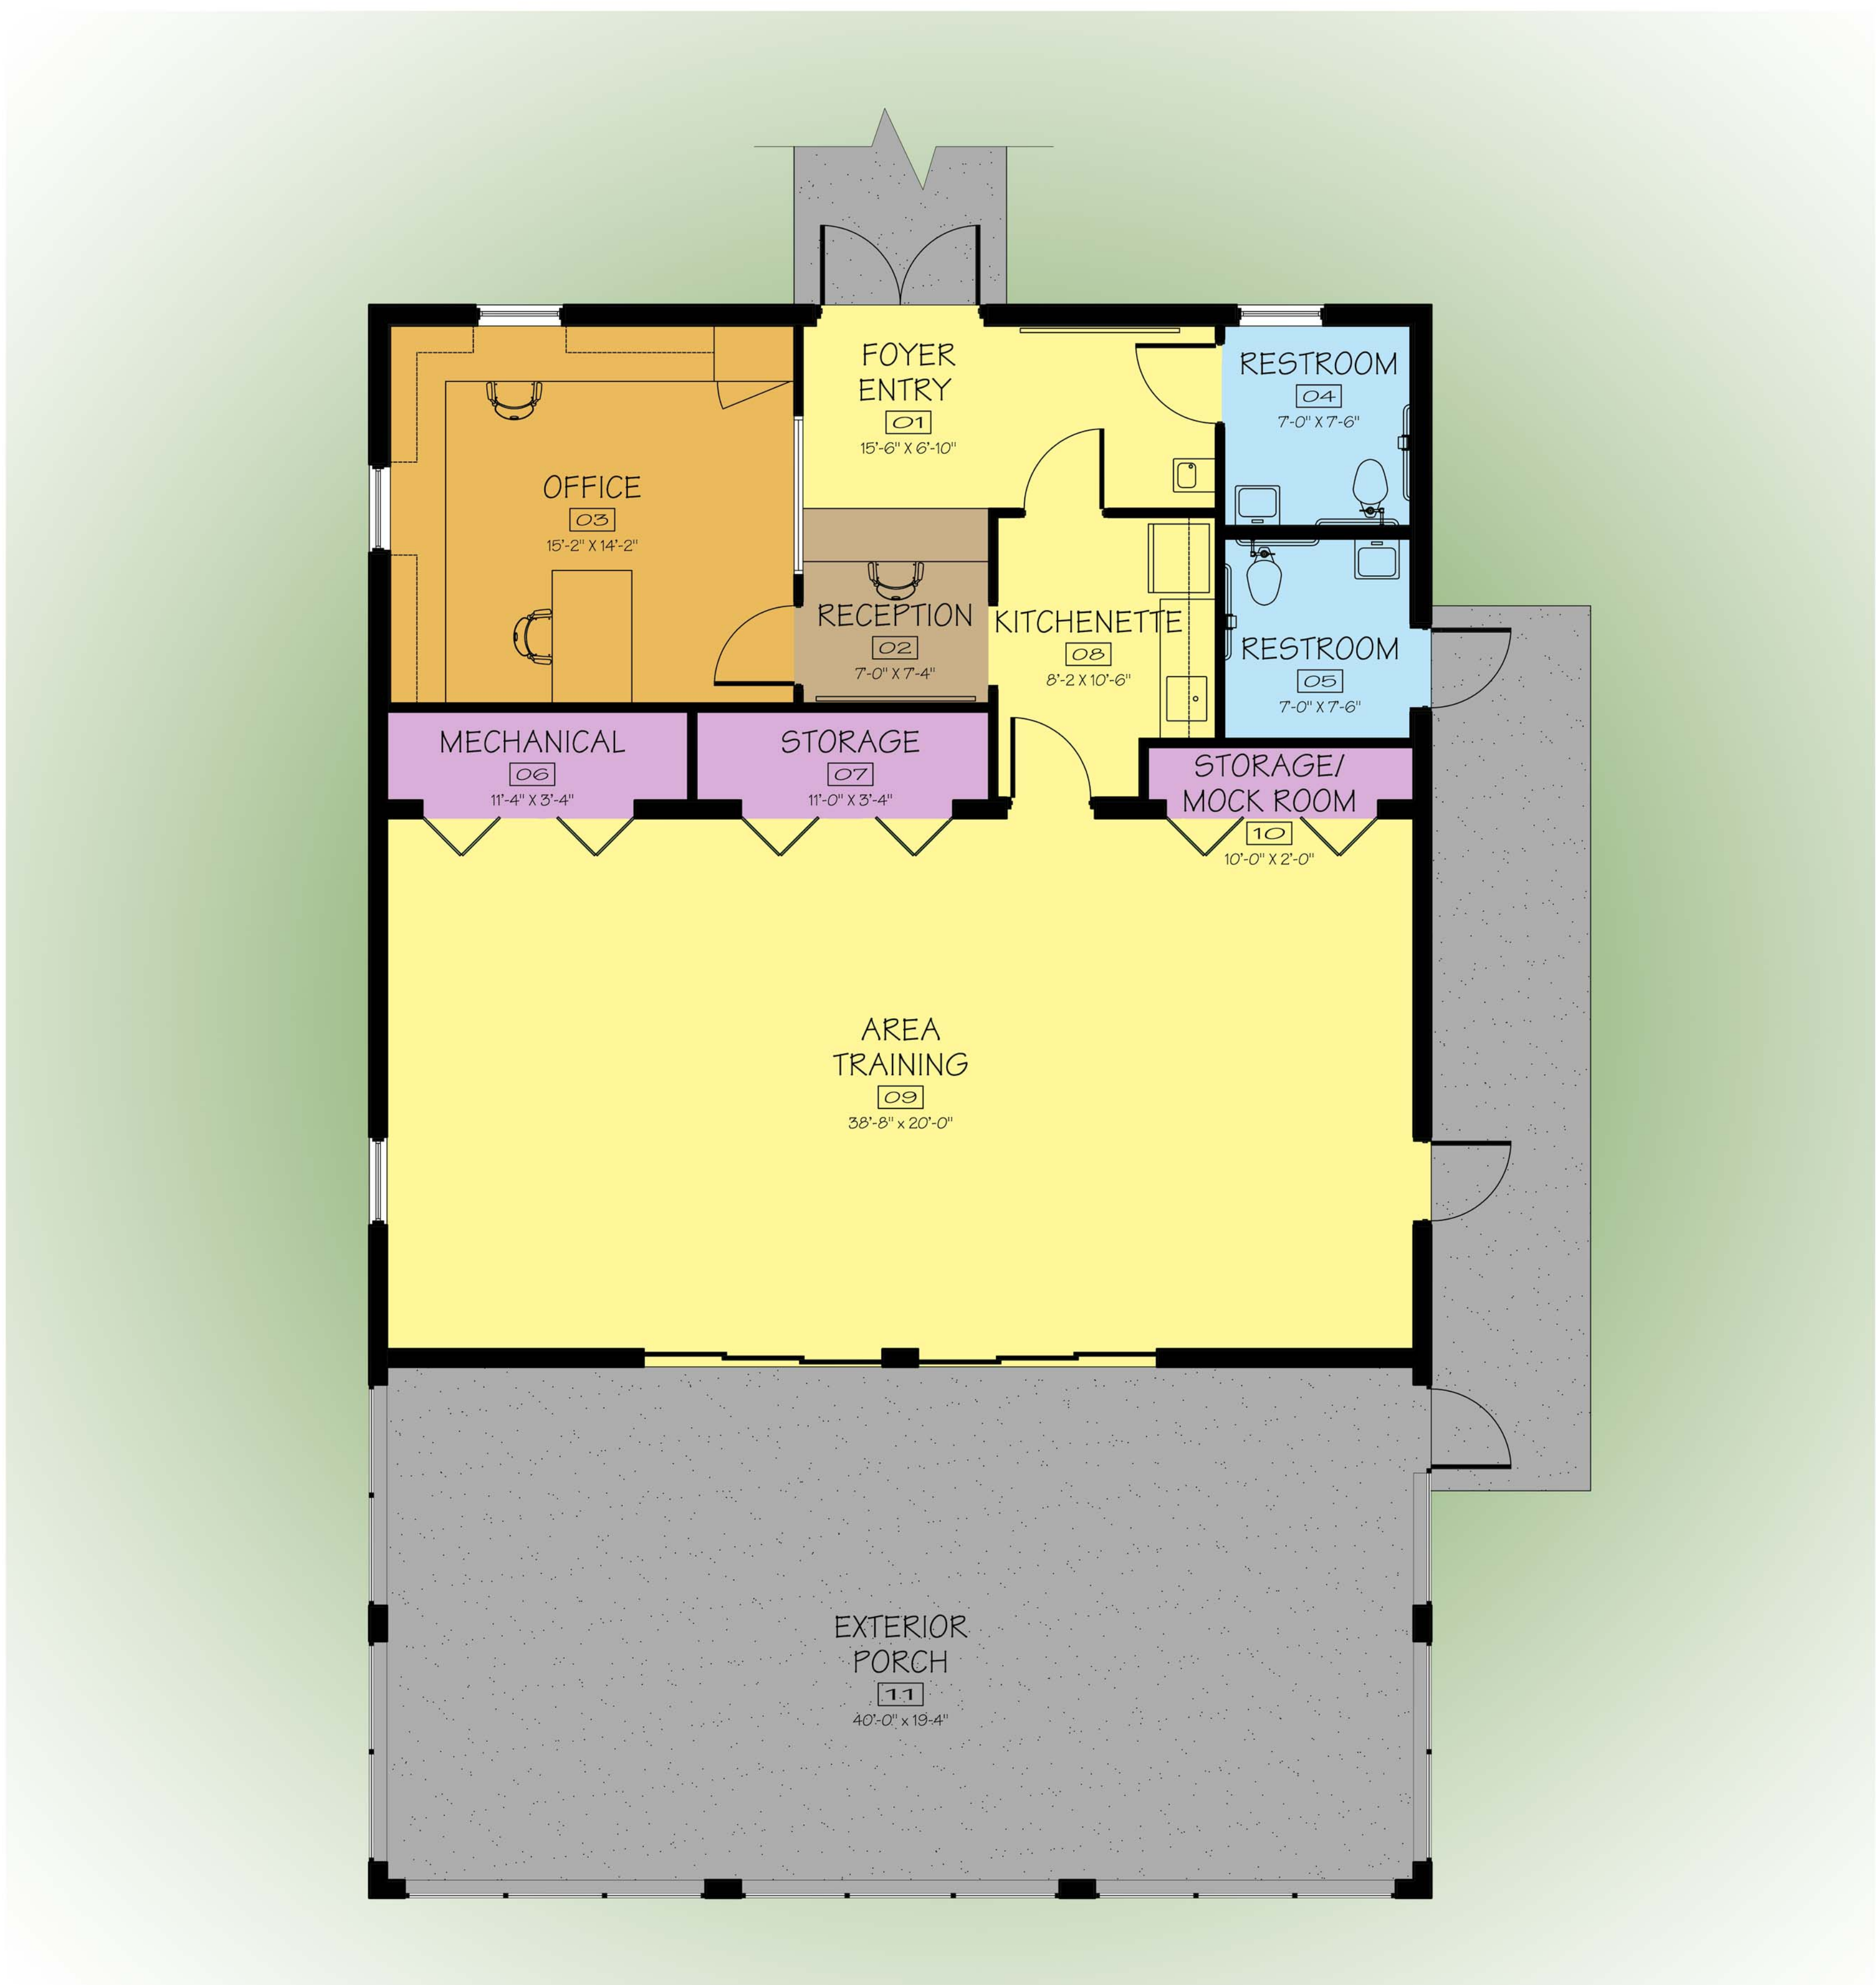 FOYER
ENTRY
01
15'-6" X 6'-10"
RESTROOM
04
7'-0" X 7'-6"
OFFICE
03
15'-2" X 14'-2"
RECEPTION
02
7'-0" X 7'-4"
KITCHENETTE
08
8'-2 X 10'-6"
RESTROOM
05
7'-0" X 7'-6"
MECHANICAL
06
11'-4" X 3'-4"
STORAGE
07
11'-0" X 3'-4"
STORAGE/
MOCK ROOM
10
10'-0" X 2'-0"
AREA
TRAINING
09
38'-8" x 20'-0"
EXTERIOR
PORCH
11
40'-0" x 19-4"